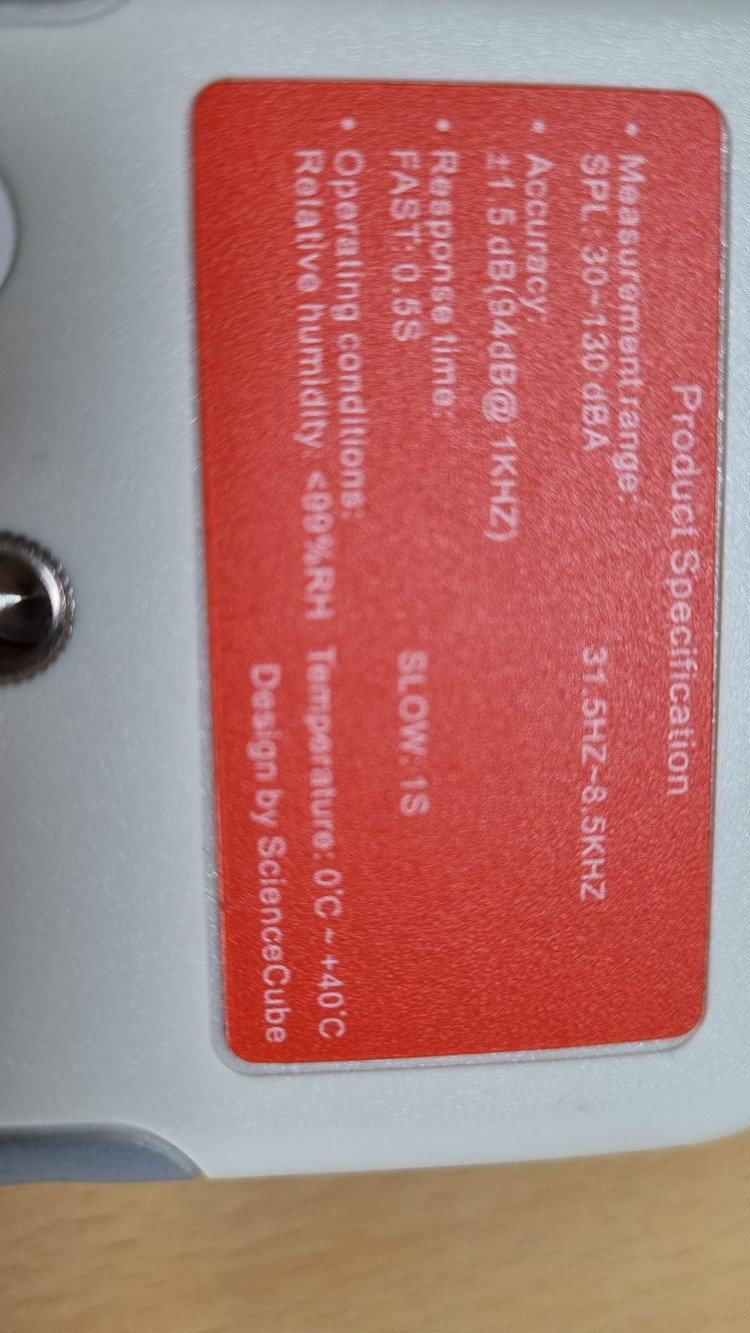 Product Specification
• Measurement range:
SPL: 30~130 dBA 31.5HZ~8.5KHZ
• Accuracy:
±1.5 dB(94dB@ 1KHZ)
• Response time:
FAST: 0.5S SLOW: 1S
• Operating conditions:
Relative humidity: <99%RH Temperature: 0°C ~ +40°C
Design by ScienceCube